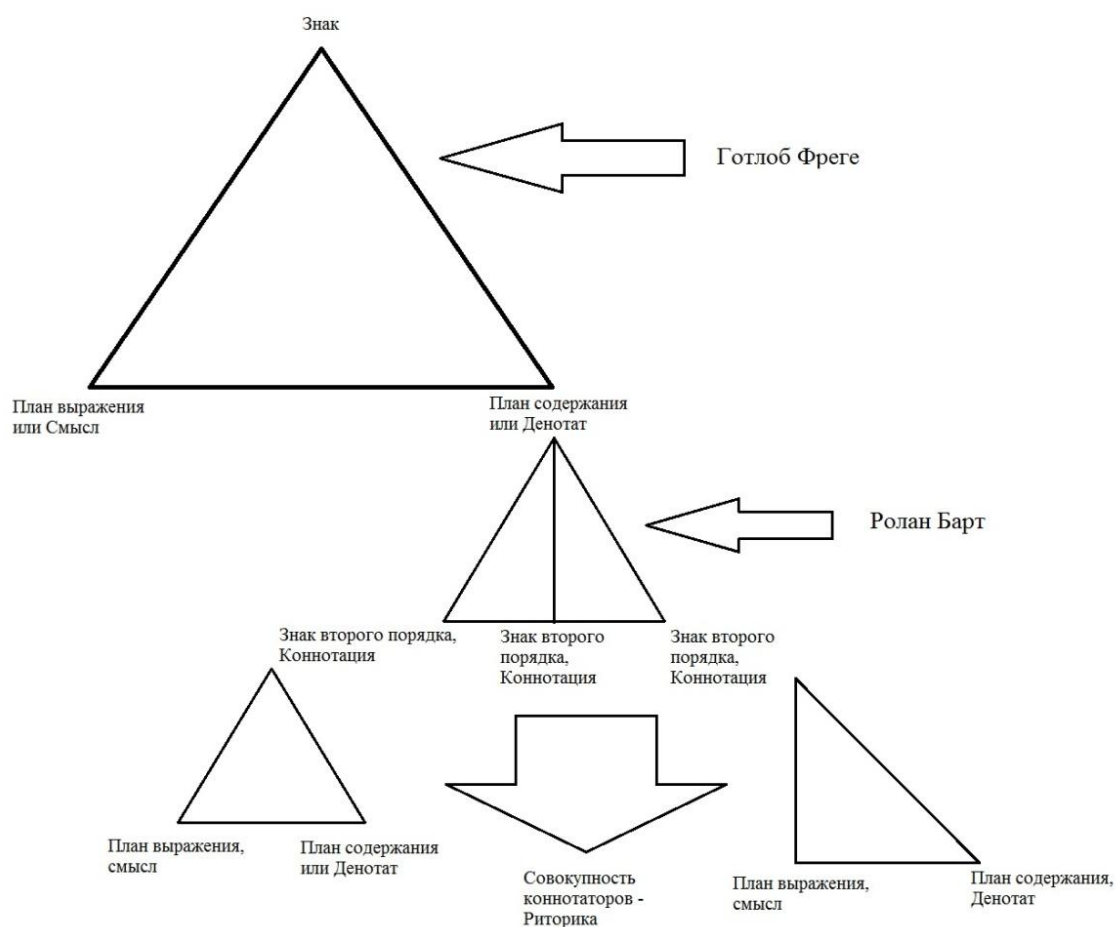 Знак
Готлоб Фреге
План выражения
или Смысл
План содержания
или Денотат
Ролан Барт
Знак второго порядка,
Коннотация
Знак второго
порядка,
Коннотация
Знак второго
порядка,
Коннотация
План выражения,
смысл
План содержания
или Денотат
Совокупность
коннотаторов -
Риторика
План выражения,
смысл
План содержания,
Денотат